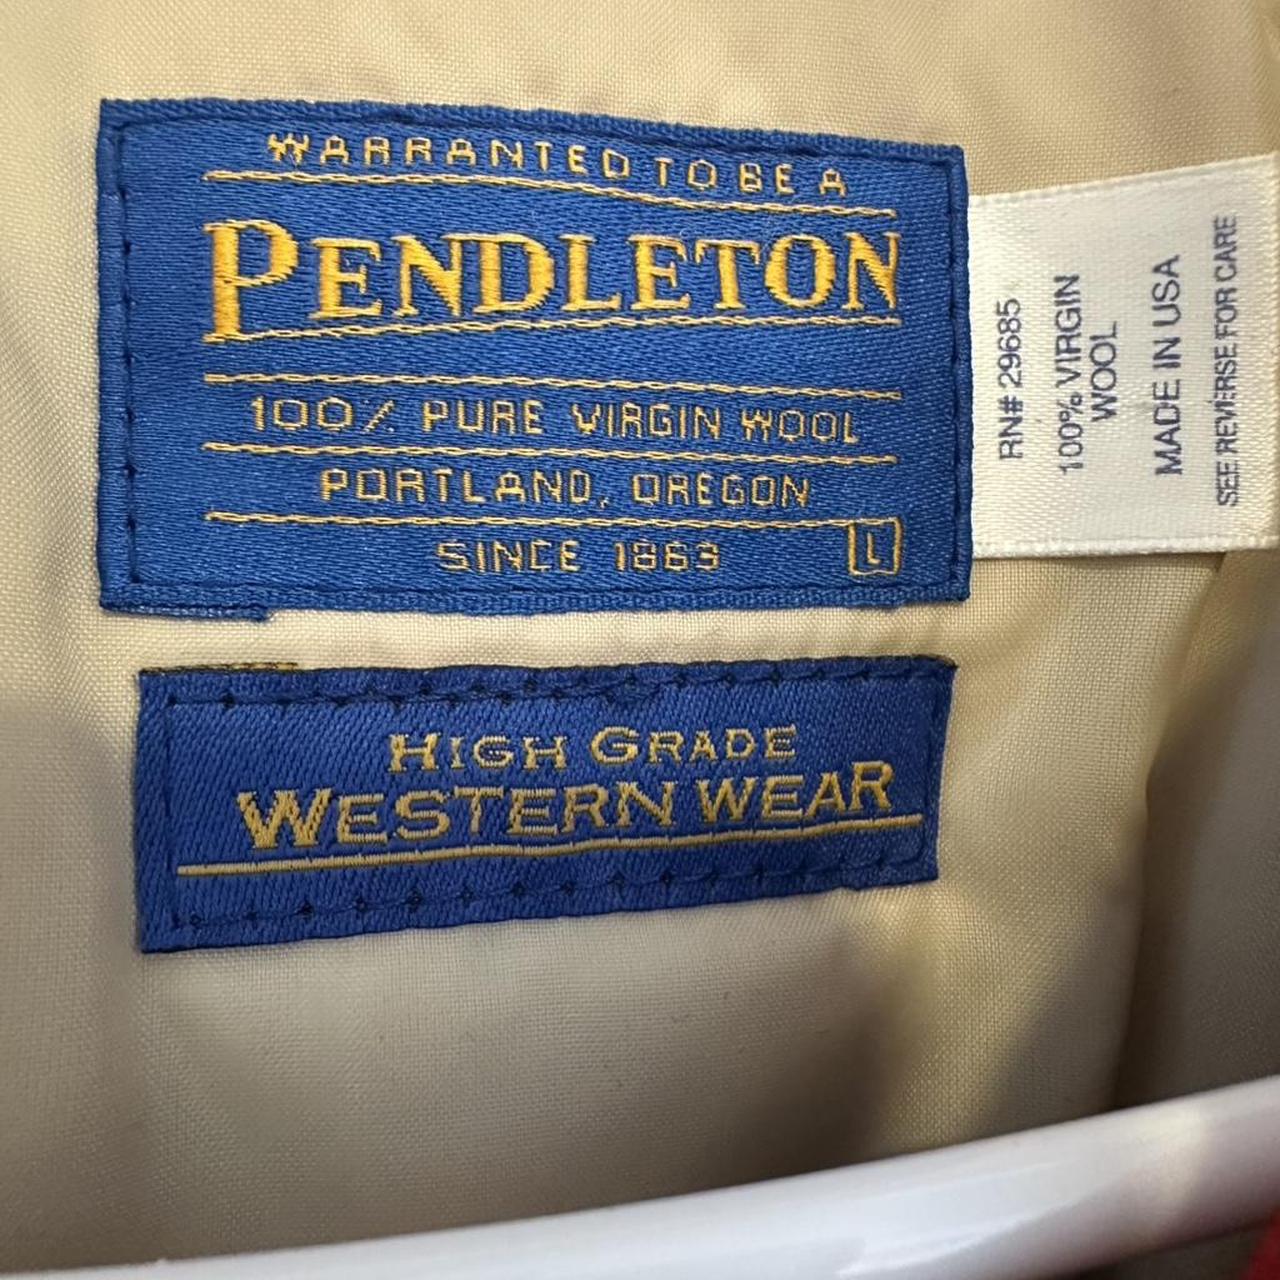 WARRANTED TO BE A
PENDLETON
100% PURE VIRGIN WOOL
PORTLAND, OREGON
SINCE 1863
L
HIGH GRADE
WESTERN WEAR
RN# 29685
100% VIRGIN
WOOL
MADE IN USA
SEE REVERSE FOR CARE